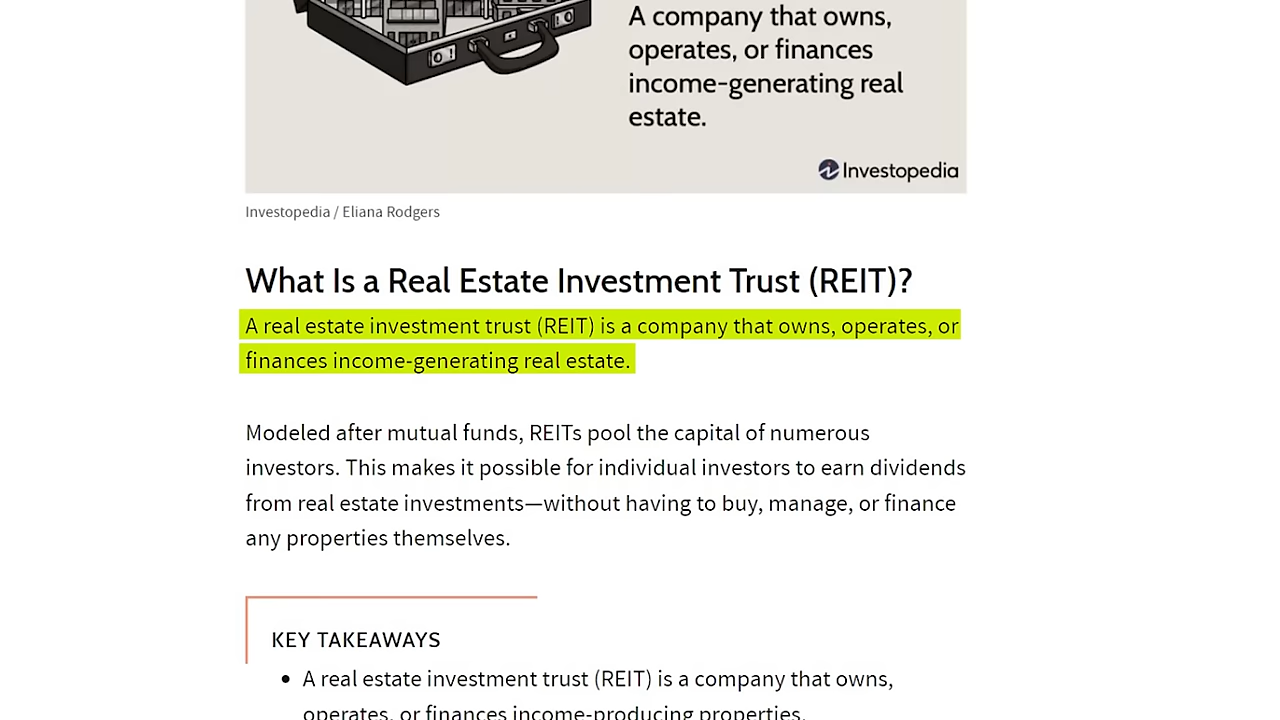 A company that owns,
operates, or finances
income-generating real
estate.
Investopedia
Investopedia / Eliana Rodgers
What Is a Real Estate Investment Trust (REIT)?
A real estate investment trust (REIT) is a company that owns, operates, or
finances income-generating real estate.
Modeled after mutual funds, REITs pool the capital of numerous
investors. This makes it possible for individual investors to earn dividends
from real estate investments—without having to buy, manage, or finance
any properties themselves.
KEY TAKEAWAYS
• A real estate investment trust (REIT) is a company that owns,
operates, or finances income-producing properties.